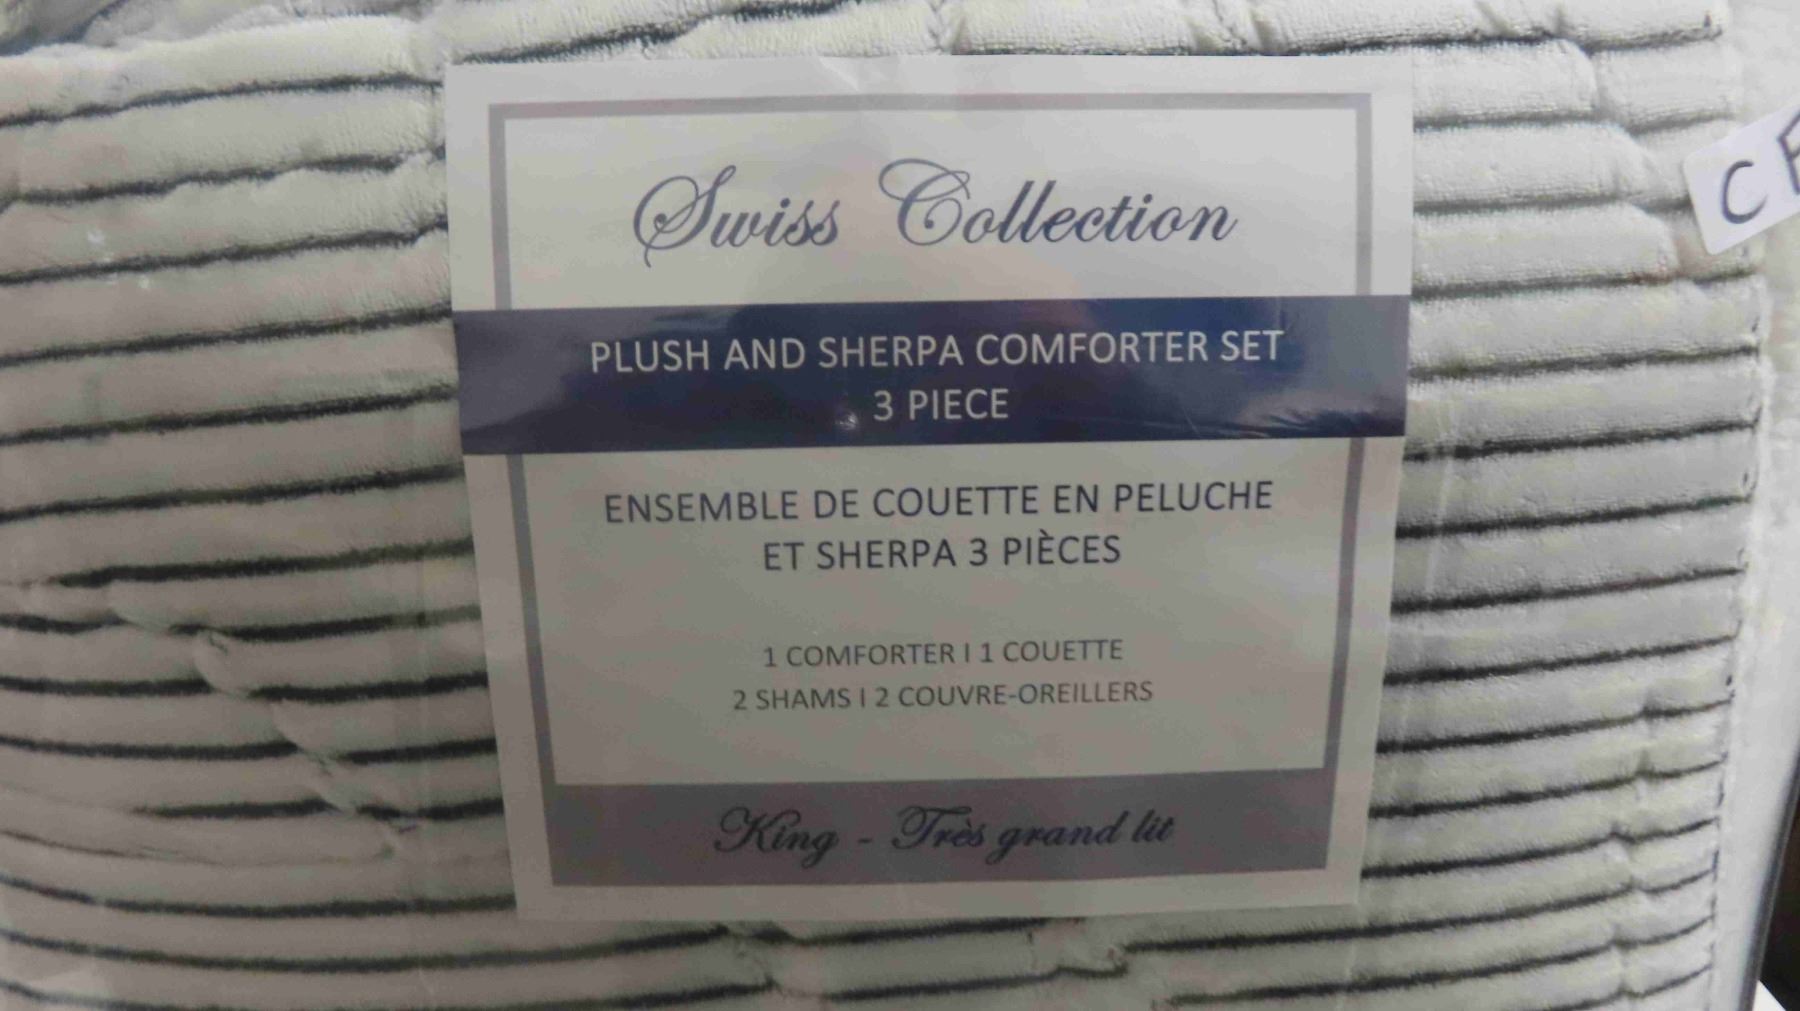 Swiss Collection
PLUSH AND SHERPA COMFORTER SET
3 PIECE
ENSEMBLE DE COUETTE EN PELUCHE
ET SHERPA 3 PIÈCES
1 COMFORTER I 1 COUETTE
2 SHAMS I 2 COUVRE-OREILLERS
King - Très grand lit